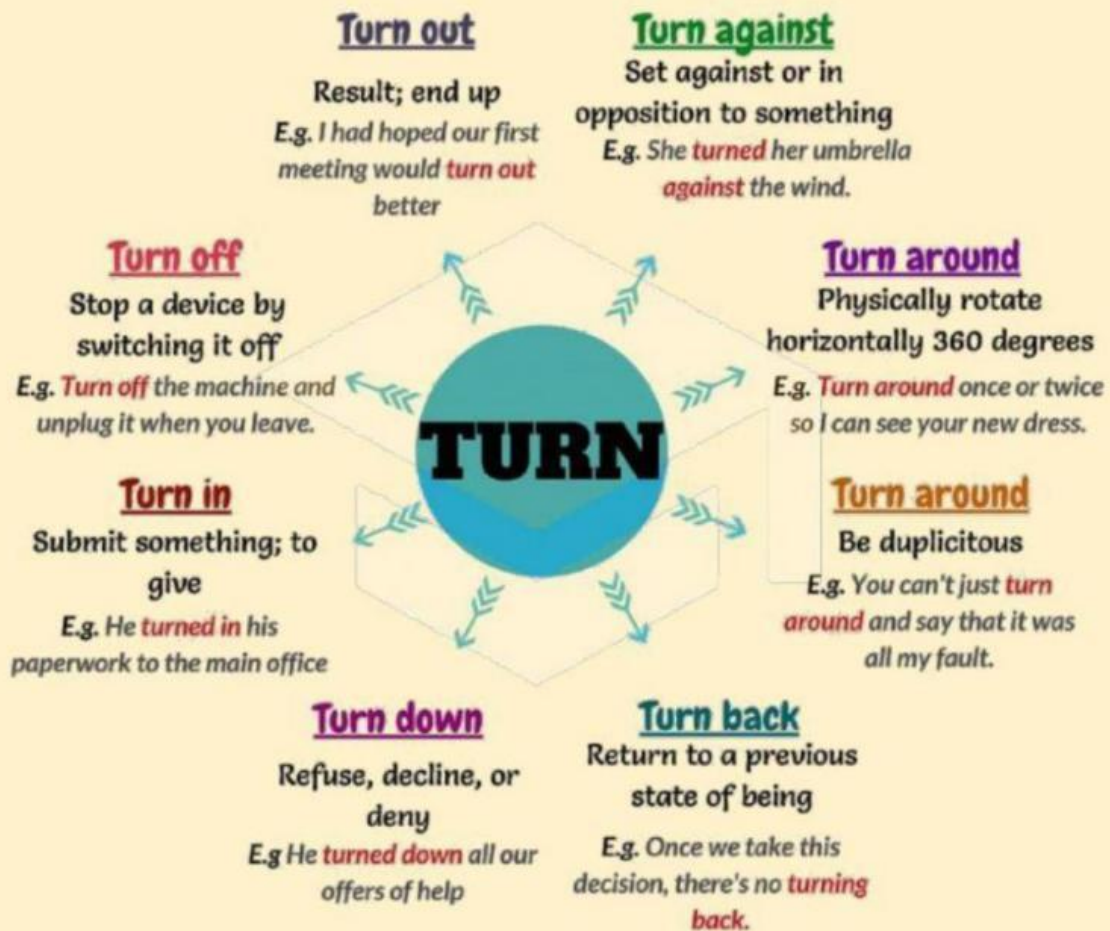 Turn out
Result; end up
E.g. I had hoped our first
meeting would turn out
better
Turn against
Set against or in
opposition to something
E.g. She turned her umbrella
against the wind.
Turn off
Stop a device by
switching it off
E.g. Turn off the machine and
unplug it when you leave.
Turn around
Physically rotate
horizontally 360 degrees
E.g. Turn around once or twice
so I can see your new dress.
TURN
Turn in
Submit something; to
give
E.g. He turned in his
paperwork to the main office
Turn around
Be duplicitous
E.g. You can't just turn
around and say that it was
all my fault.
Turn down
Refuse, decline, or
deny
E.g He turned down all our
offers of help
Turn back
Return to a previous
state of being
E.g. Once we take this
decision, there's no turning
back.